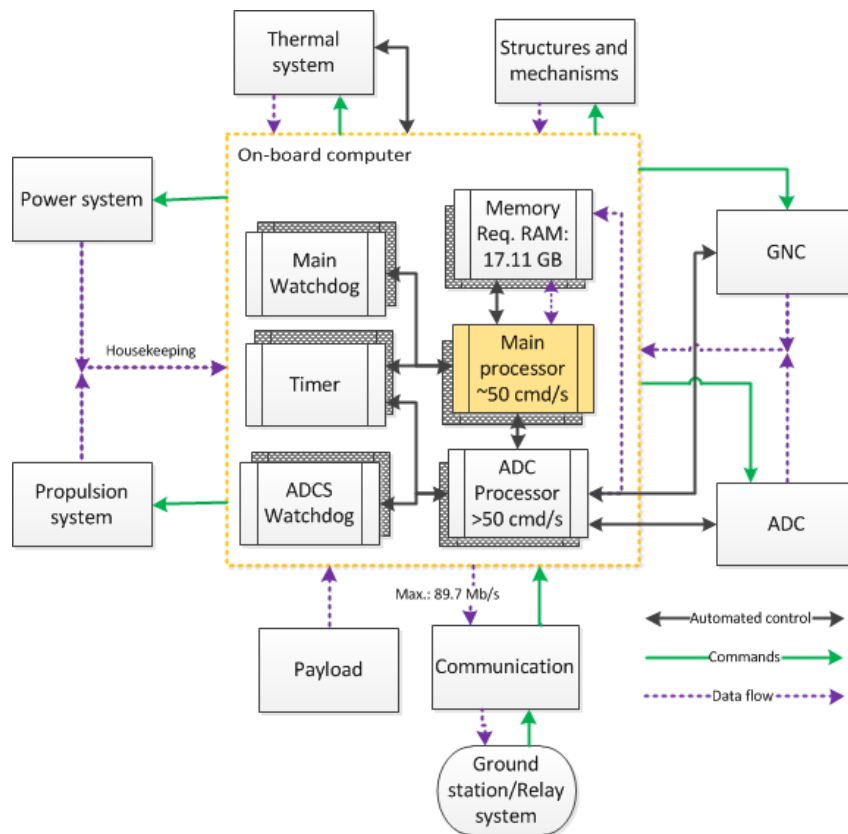 Thermal
system
Structures and
mechanisms
On-board computer
Power system
Memory
Req. RAM:
17.11 GB
GNC
Main
Watchdog
Housekeeping
Main
processor
~50 cmd/s
Timer
Propulsion
system
ADCS
Watchdog
ADC
Processor
>50 cmd/s
ADC
Max.: 89.7 Mb/s
Payload
Communication
Automated control
Commands
Data flow
Ground
station/Relay
system